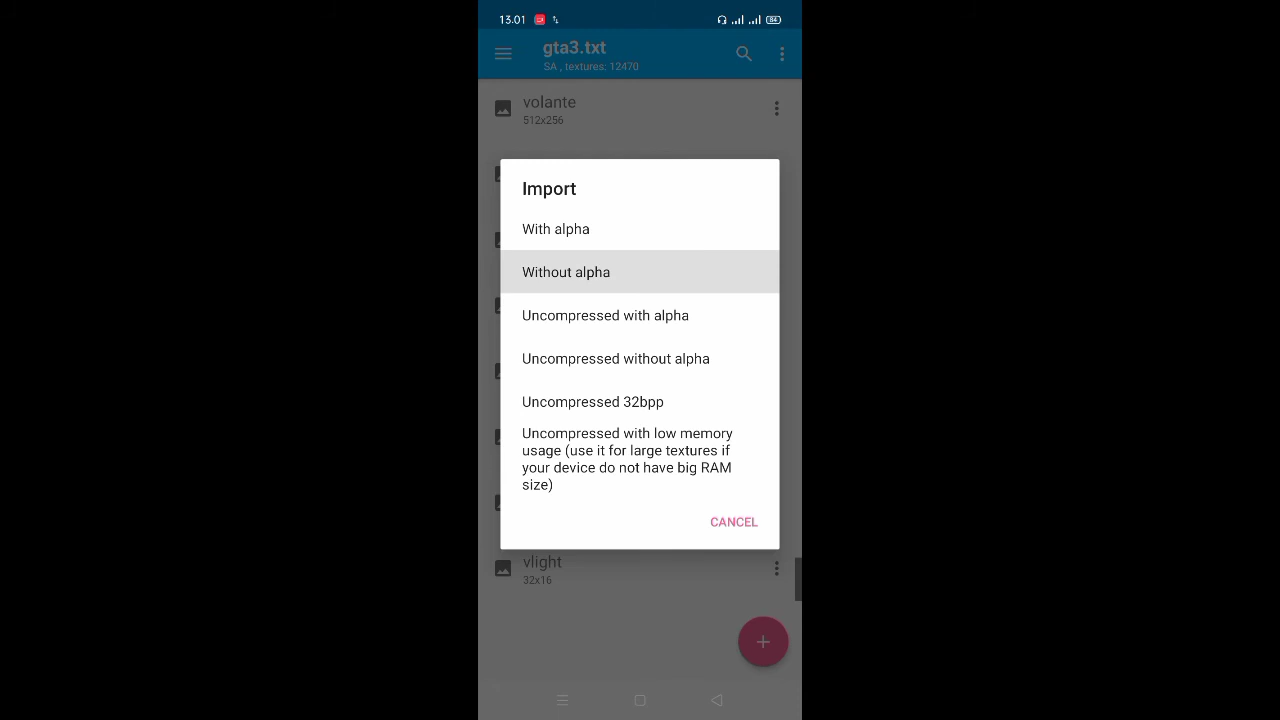 13.01
84
gta3.txt
SA , textures: 12470
volante
512x256
Import
With alpha
Without alpha
Uncompressed with alpha
Uncompressed without alpha
Uncompressed 32bpp
Uncompressed with low memory
usage (use it for large textures if
your device do not have big RAM
size)
CANCEL
vlight
32x16